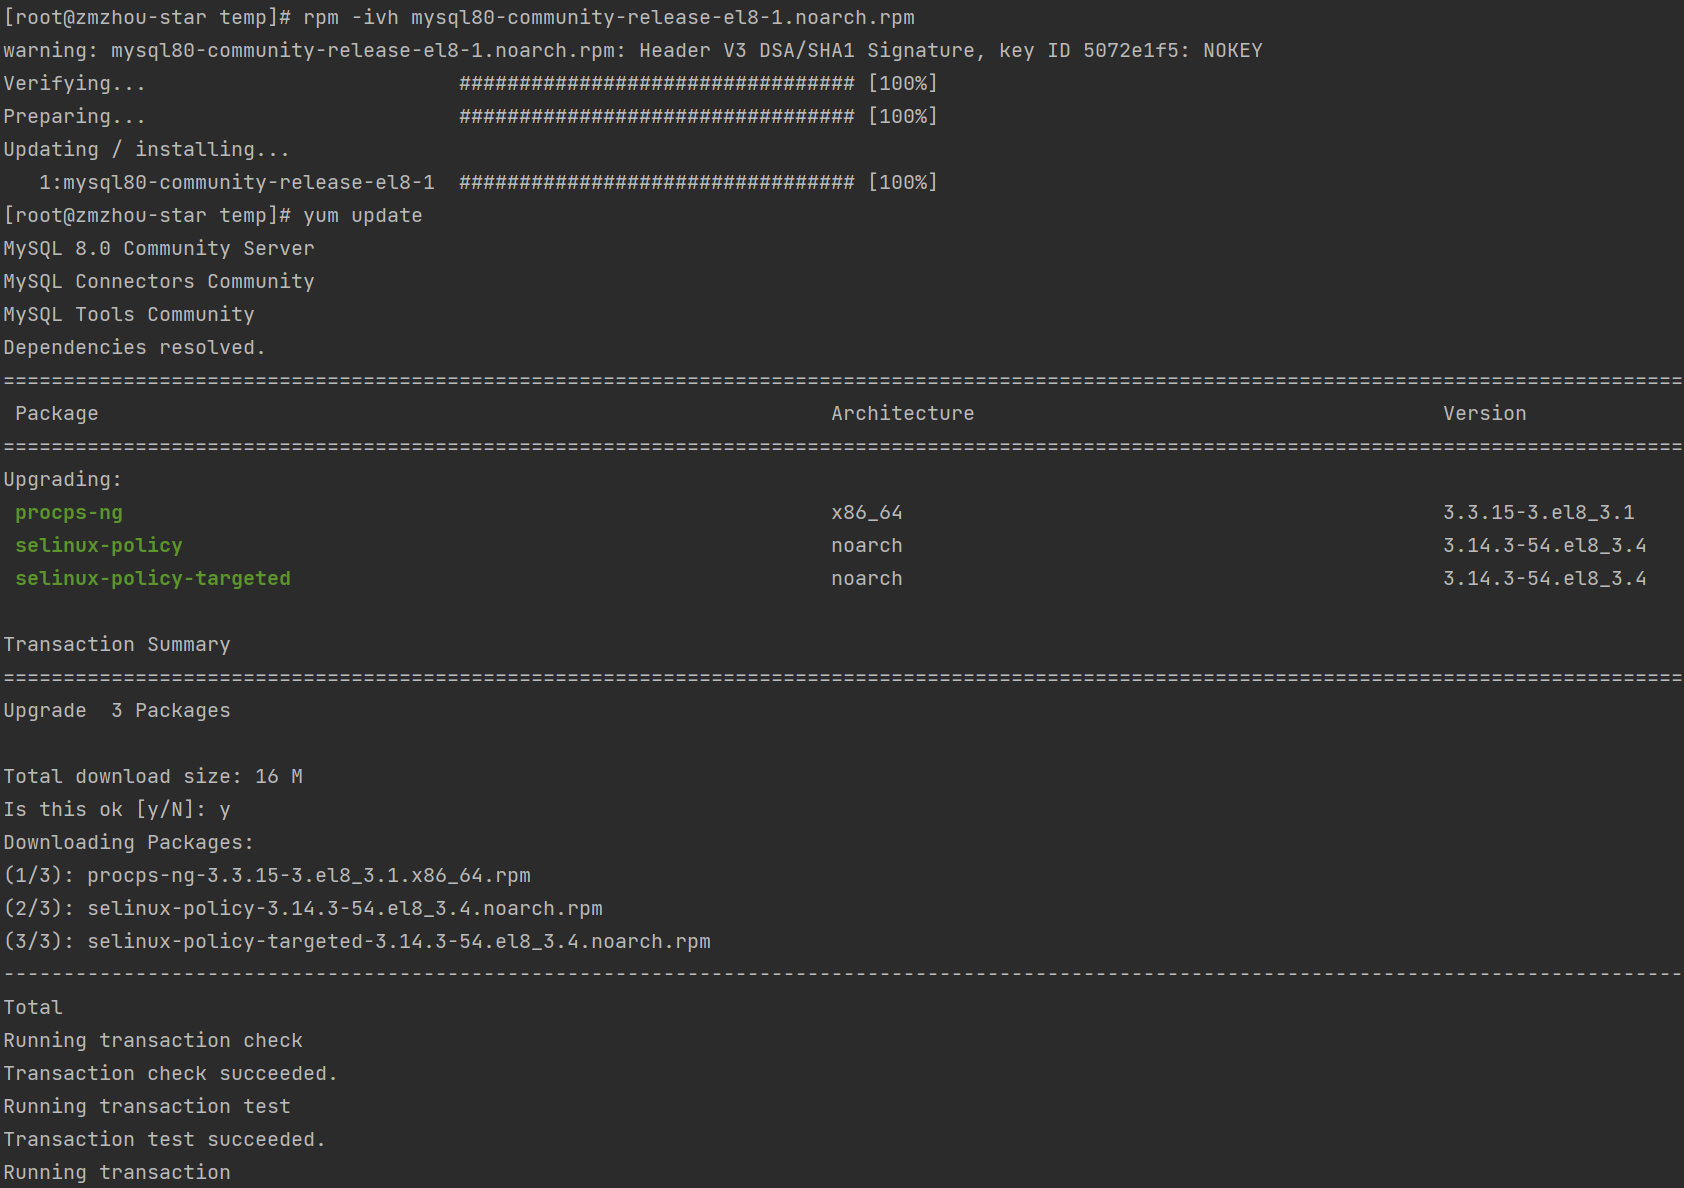 [root@zmzhou-star temp]# rpm -ivh mysql80-community-release-el8-1.noarch.rpm
warning: mysql80-community-release-el8-1.noarch.rpm: Header V3 DSA/SHA1 Signature, key ID 5072e1f5: NOKEY
Verifying...                          ################################# [100%]
Preparing...                          ################################# [100%]
Updating / installing...
   1:mysql80-community-release-el8-1  ################################# [100%]
[root@zmzhou-star temp]# yum update
MySQL 8.0 Community Server
MySQL Connectors Community
MySQL Tools Community
Dependencies resolved.
============================================================================================================================================
 Package                                                             Architecture                                       Version
============================================================================================================================================
Upgrading:
 procps-ng                                                           x86_64                                             3.3.15-3.el8_3.1
 selinux-policy                                                      noarch                                             3.14.3-54.el8_3.4
 selinux-policy-targeted                                             noarch                                             3.14.3-54.el8_3.4

Transaction Summary
============================================================================================================================================
Upgrade  3 Packages

Total download size: 16 M
Is this ok [y/N]: y
Downloading Packages:
(1/3): procps-ng-3.3.15-3.el8_3.1.x86_64.rpm
(2/3): selinux-policy-3.14.3-54.el8_3.4.noarch.rpm
(3/3): selinux-policy-targeted-3.14.3-54.el8_3.4.noarch.rpm
--------------------------------------------------------------------------------------------------------------------------------------------
Total
Running transaction check
Transaction check succeeded.
Running transaction test
Transaction test succeeded.
Running transaction